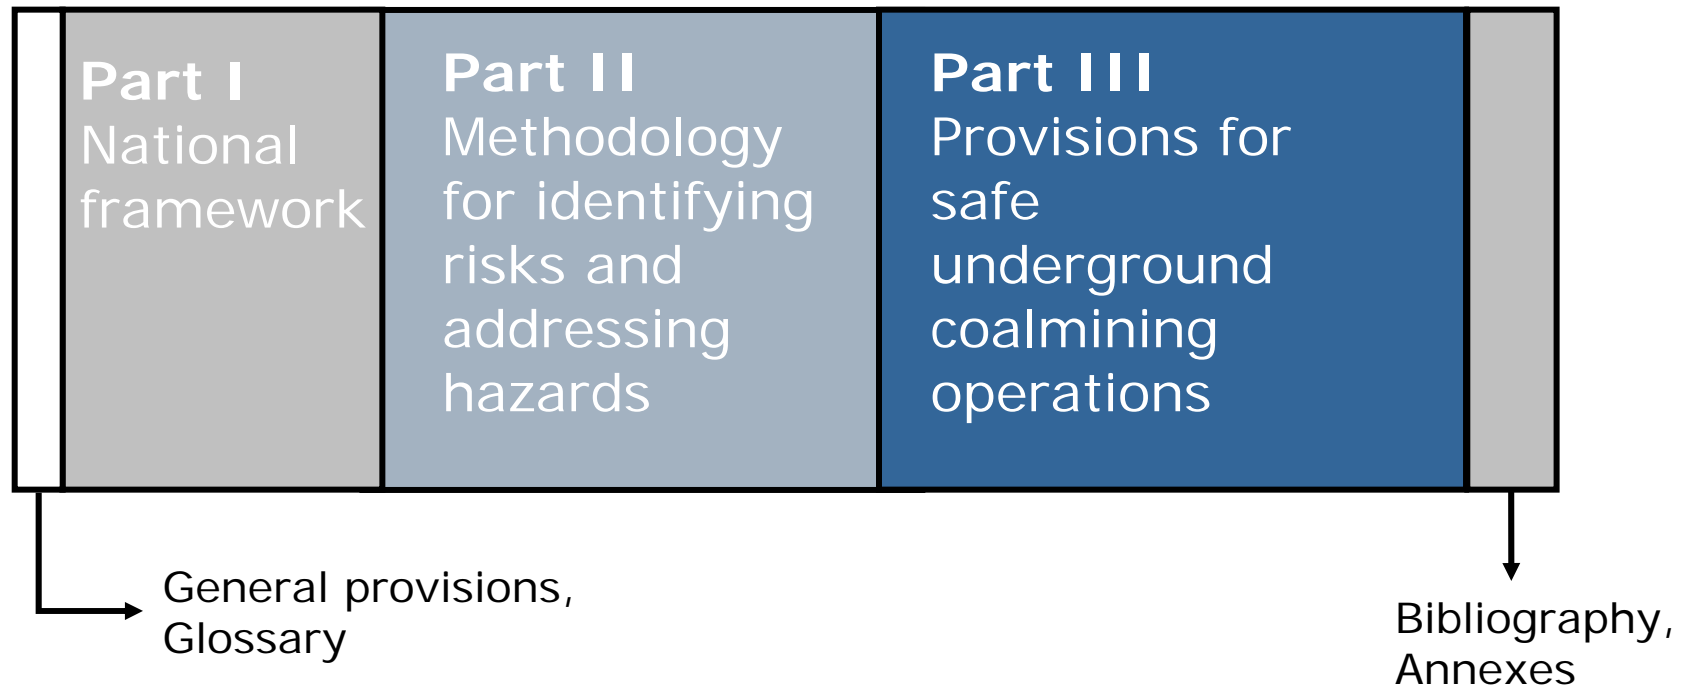 Part I
National
framework
Part II
Methodology
for identifying
risks and
addressing
hazards
Part III
Provisions for
safe
underground
coalmining
operations
General provisions,
Glossary
Bibliography,
Annexes